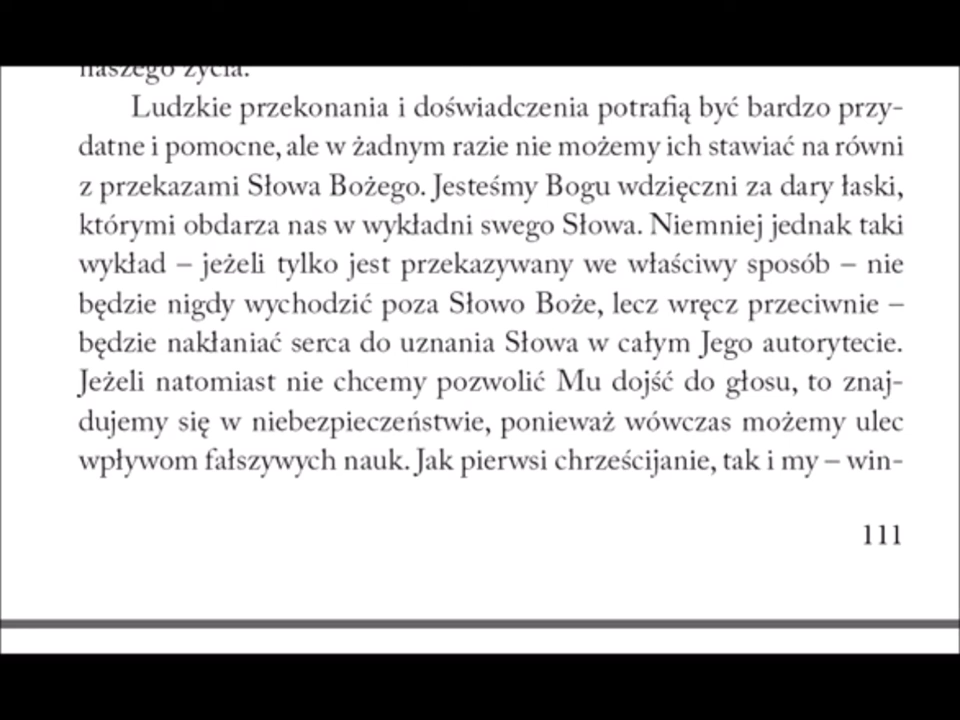 naszego życia.
Ludzkie przekonania i doświadczenia potrafią być bardzo przy-
datne i pomocne, ale w żadnym razie nie możemy ich stawiać na równi
z przekazami Słowa Bożego. Jesteśmy Bogu wdzięczni za dary łaski,
którymi obdarza nas w wykładni swego Słowa. Niemniej jednak taki
wykład – jeżeli tylko jest przekazywany we właściwy sposób – nie
będzie nigdy wychodzić poza Słowo Boże, lecz wręcz przeciwnie –
będzie nakłaniać serca do uznania Słowa w całym Jego autorytecie.
Jeżeli natomiast nie chcemy pozwolić Mu dojść do głosu, to znaj-
dujemy się w niebezpieczeństwie, ponieważ wówczas możemy ulec
wpływom fałszywych nauk. Jak pierwsi chrześcijanie, tak i my – win-
111